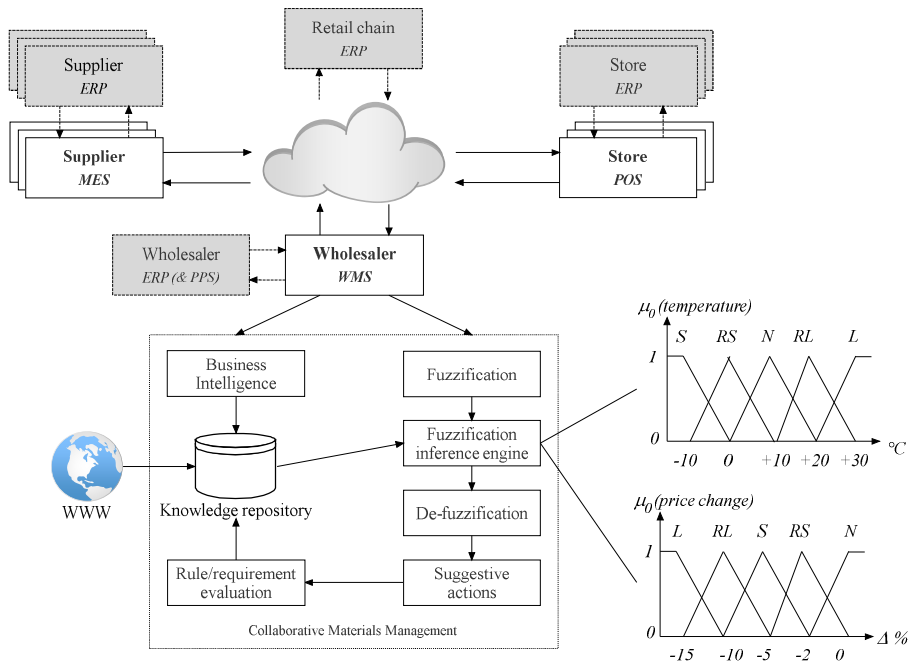 Retail chain
ERP
Supplier
ERP
Store
ERP
Supplier
MES
Store
POS
Wholesaler
ERP (& PPS)
Wholesaler
WMS
Business
Intelligence
Fuzzification
Fuzzification
inference engine
WWW
Knowledge repository
De-fuzzification
Rule/requirement
evaluation
Suggestive
actions
Collaborative Materials Management
μ0 (temperature)
S RS N RL L
1
0
-10 0 +10 +20 +30 °C
μ0 (price change)
L RL S RS N
1
0
-15 -10 -5 -2 0 Δ %